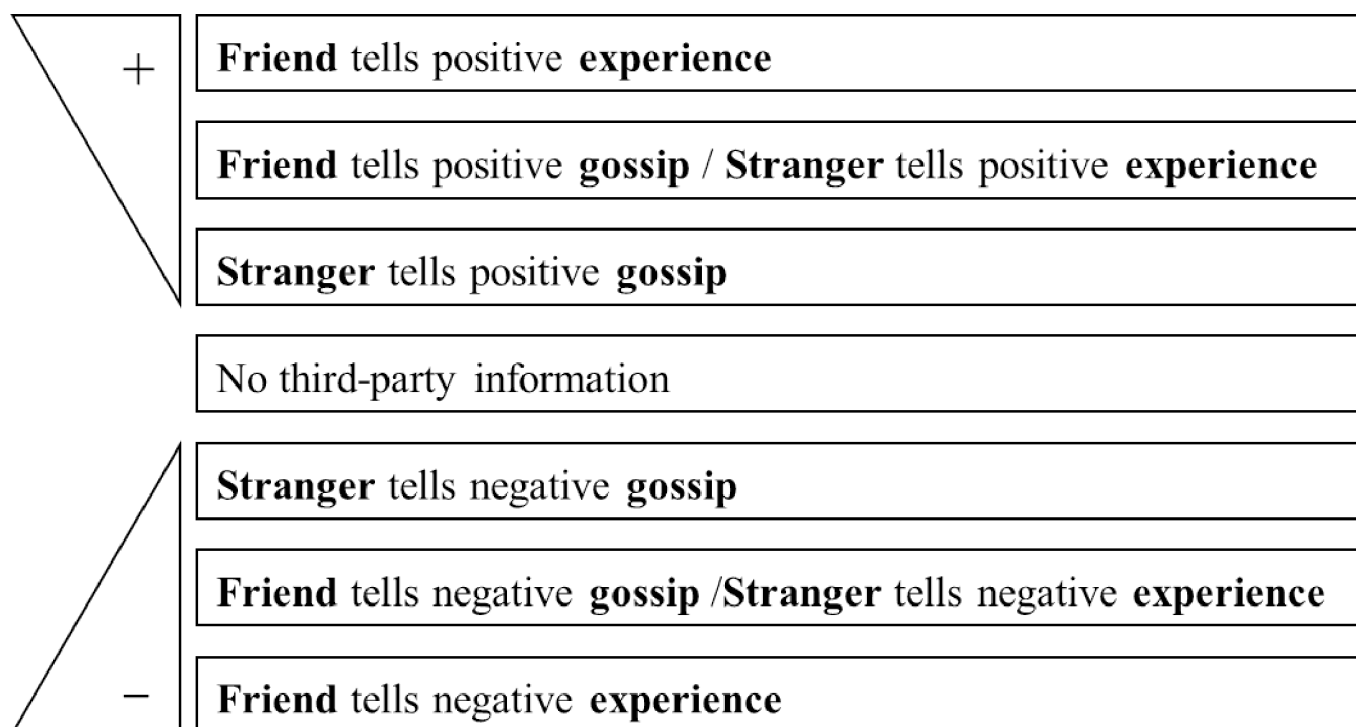 +
Friend tells positive experience
Friend tells positive gossip / Stranger tells positive experience
Stranger tells positive gossip
No third-party information
Stranger tells negative gossip
Friend tells negative gossip /Stranger tells negative experience
−
Friend tells negative experience